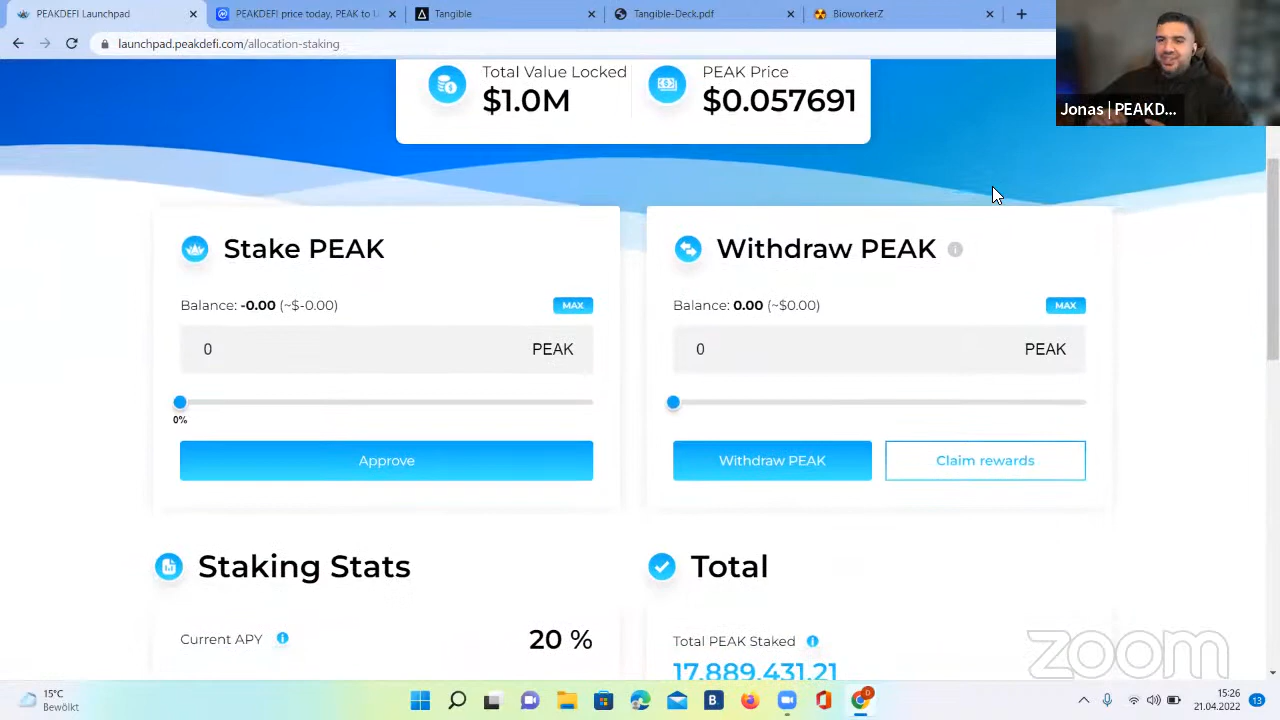 PEAKDEFI Launchpad
PEAKDEFI price today, PEAK to U
Tangible
Tangible-Deck.pdf
BioworkerZ
launchpad.peakdefi.com/allocation-staking
Jonas | PEAKD...
Total Value Locked
$1.0M
PEAK Price
$0.057691
Stake PEAK
Balance: -0.00 (~$-0.00)
MAX
0 PEAK
0%
Approve
Withdraw PEAK
Balance: 0.00 (~$0.00)
MAX
0 PEAK
Withdraw PEAK
Claim rewards
Staking Stats
Current APY
20 %
Total
Total PEAK Staked
17.889.431.21
zoom
15°C
Bewölkt
15:26
21.04.2022
13